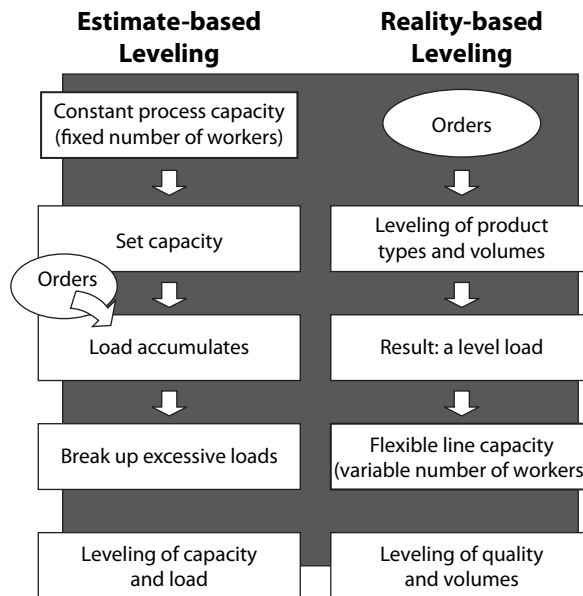 Estimate-based
Leveling
Constant process capacity
(fixed number of workers)
Set capacity
Orders
Load accumulates
Break up excessive loads
Leveling of capacity
and load
Reality-based
Leveling
Orders
Leveling of product
types and volumes
Result: a level load
Flexible line capacity
(variable number of workers
Leveling of quality
and volumes